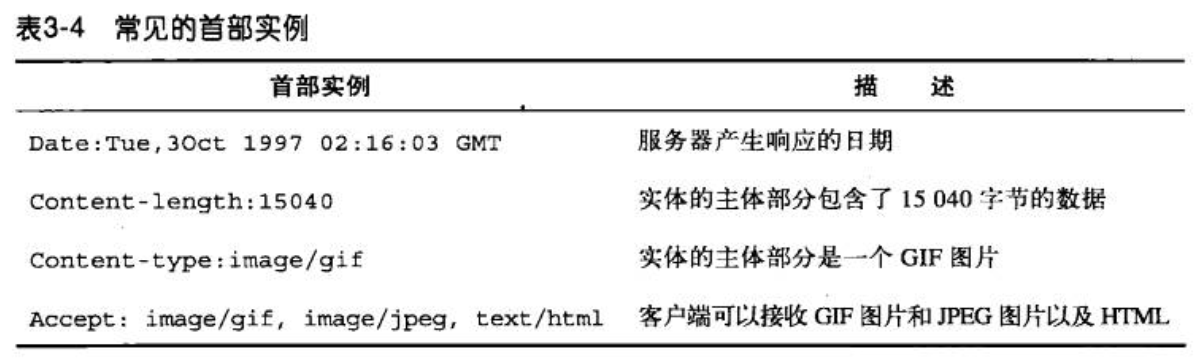 表3-4 常见的首部实例
首部实例 描 述
Date:Tue,3Oct 1997 02:16:03 GMT 服务器产生响应的日期
Content-length:15040 实体的主体部分包含了 15 040 字节的数据
Content-type:image/gif 实体的主体部分是一个 GIF 图片
Accept: image/gif, image/jpeg, text/html 客户端可以接收 GIF 图片和 JPEG 图片以及 HTML